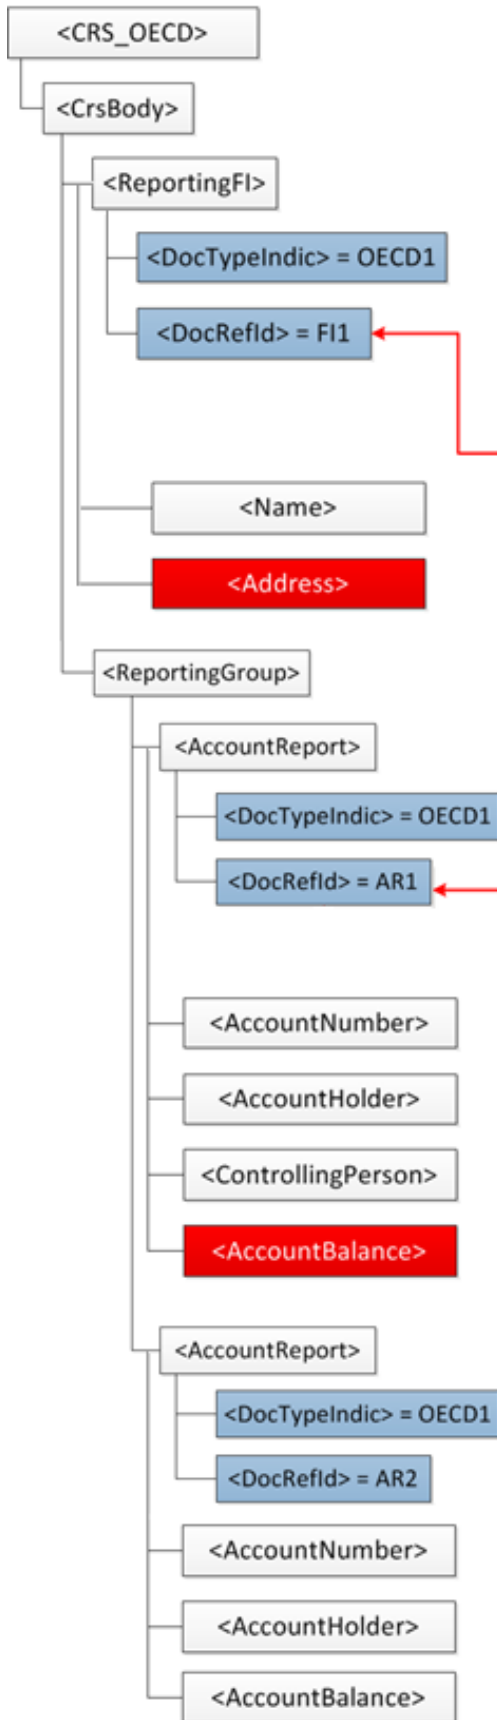 <CRS_OECD>
<CrsBody>
<ReportingFI>
<DocTypeIndic> = OECD1
<DocRefId> = FI1
<Name>
<Address>
<ReportingGroup>
<AccountReport>
<DocTypeIndic> = OECD1
<DocRefId> = AR1
<AccountNumber>
<AccountHolder>
<ControllingPerson>
<AccountBalance>
<AccountReport>
<DocTypeIndic> = OECD1
<DocRefId> = AR2
<AccountNumber>
<AccountHolder>
<AccountBalance>